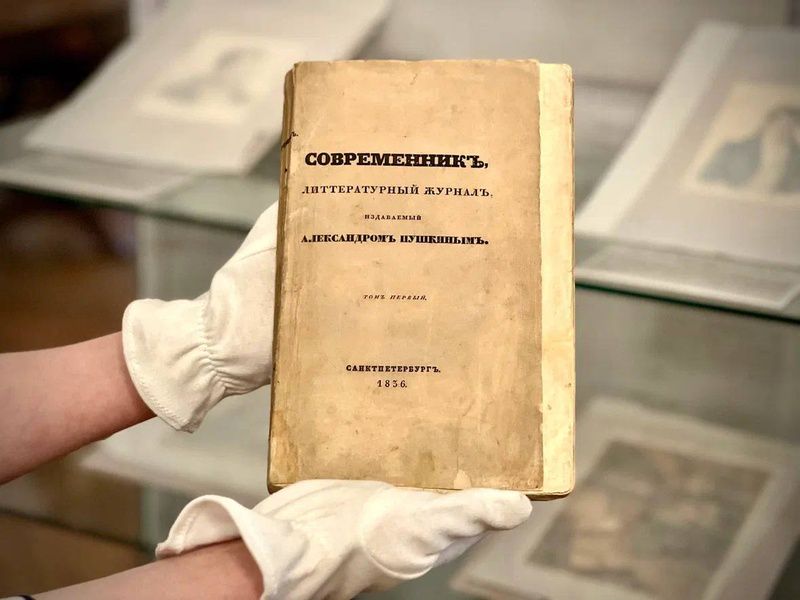 СОВРЕМЕННИКЪ,
ЛИТТЕРАТУРНЫЙ ЖУРНАЛЪ,
ИЗДАВАЕМЫЙ
АЛЕКСАНДРОМЪ ПУШКИНЫМЪ.
ТОМЪ ПЕРВЫЙ.
САНКТПЕТЕРБУРГЪ.
1836.